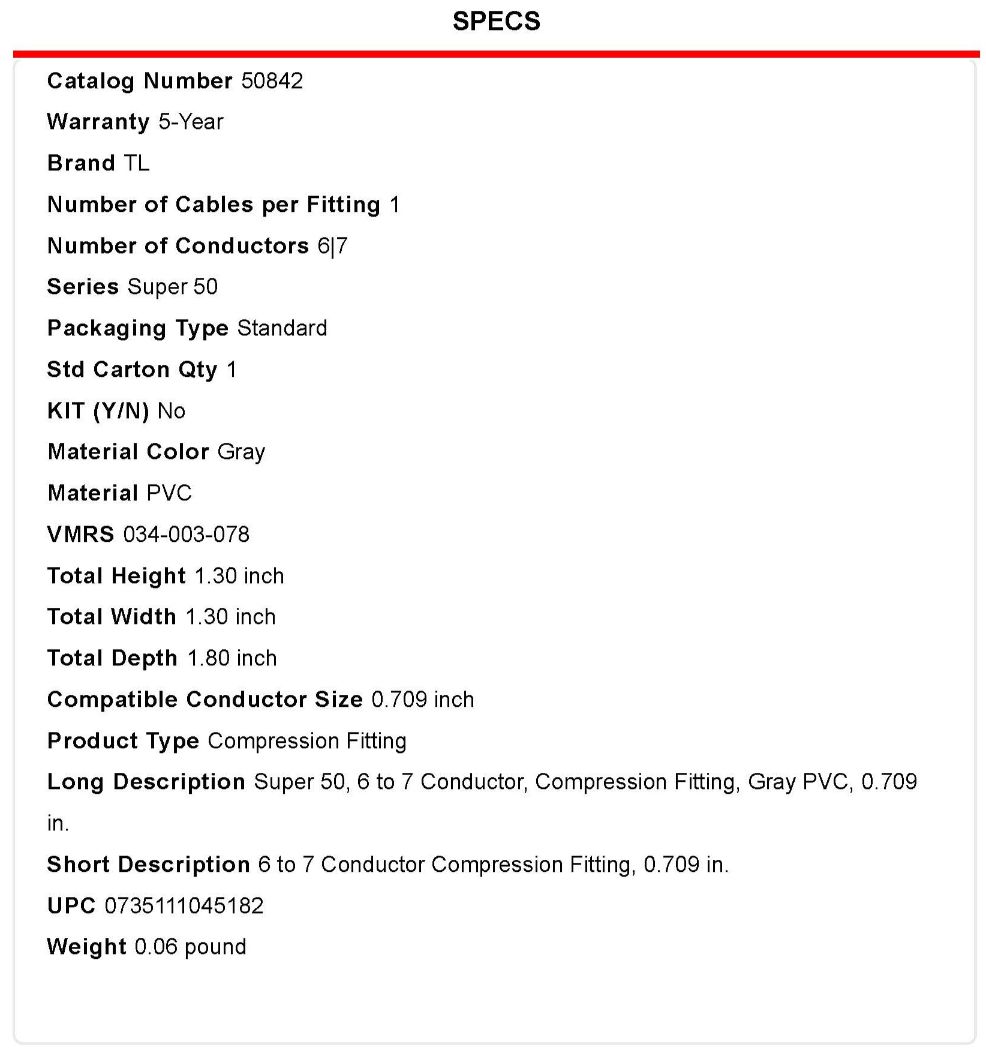 SPECS
Catalog Number 50842
Warranty 5-Year
Brand TL
Number of Cables per Fitting 1
Number of Conductors 6|7
Series Super 50
Packaging Type Standard
Std Carton Qty 1
KIT (Y/N) No
Material Color Gray
Material PVC
VMRS 034-003-078
Total Height 1.30 inch
Total Width 1.30 inch
Total Depth 1.80 inch
Compatible Conductor Size 0.709 inch
Product Type Compression Fitting
Long Description Super 50, 6 to 7 Conductor, Compression Fitting, Gray PVC, 0.709
in.
Short Description 6 to 7 Conductor Compression Fitting, 0.709 in.
UPC 0735111045182
Weight 0.06 pound